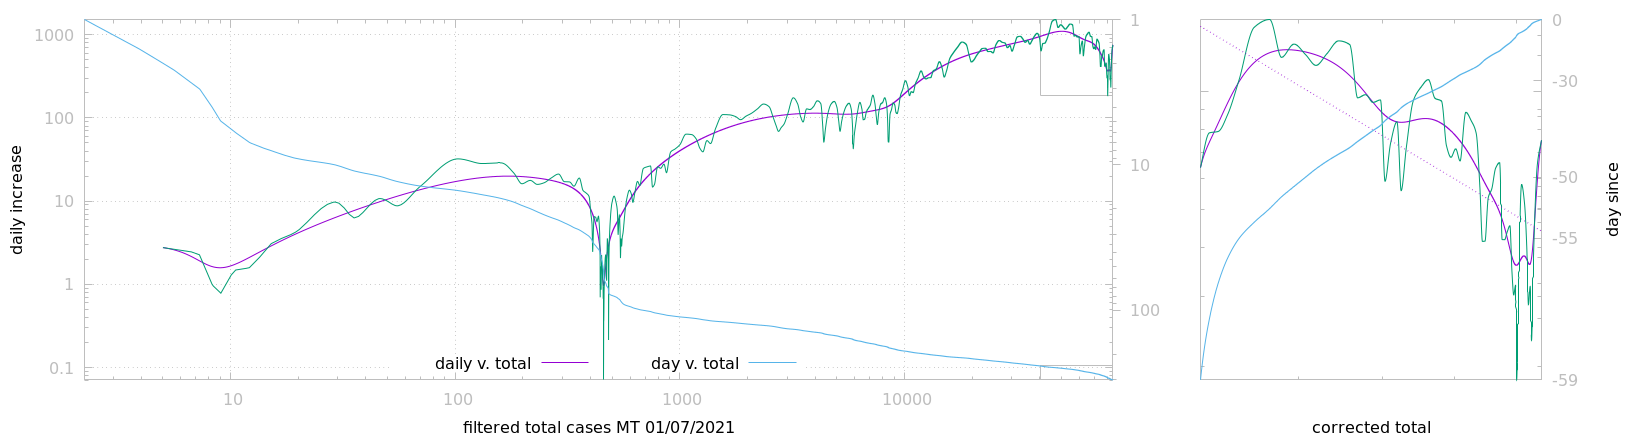 daily increase
1000
100
10
1
0.1
daily v. total
day v. total
10
100
1000
10000
filtered total cases MT 01/07/2021
1
10
100
0
-30
-50
-55
-59
day since
corrected total